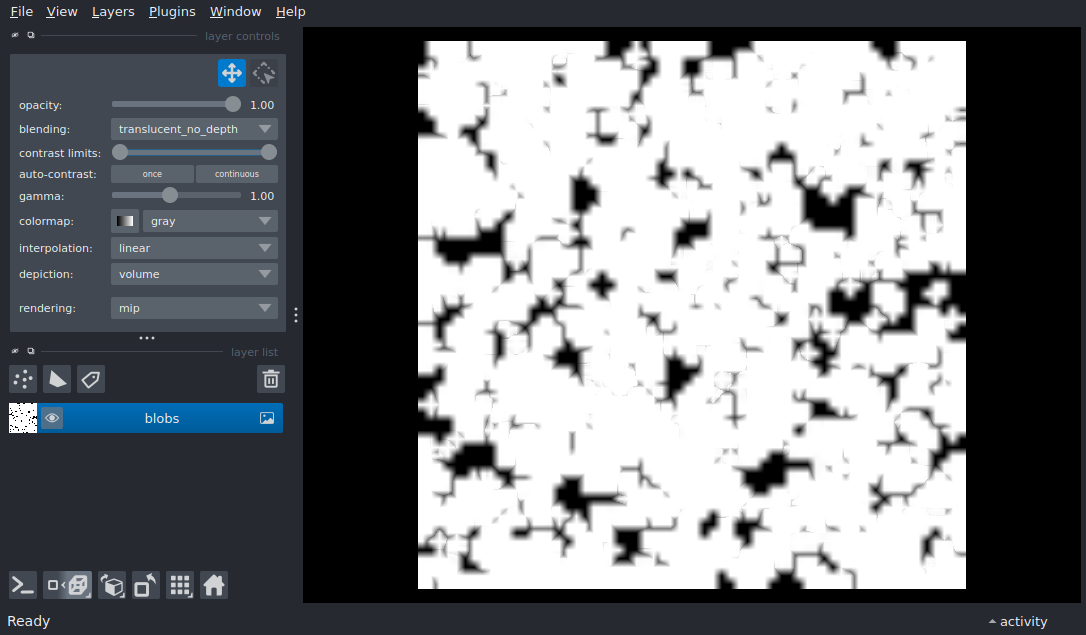 File View Layers Plugins Window Help
layer controls
opacity: 1.00
blending: translucent_no_depth
contrast limits:
auto-contrast: once continuous
gamma: 1.00
colormap: gray
interpolation: linear
depiction: volume
rendering: mip
layer list
blobs
Ready activity